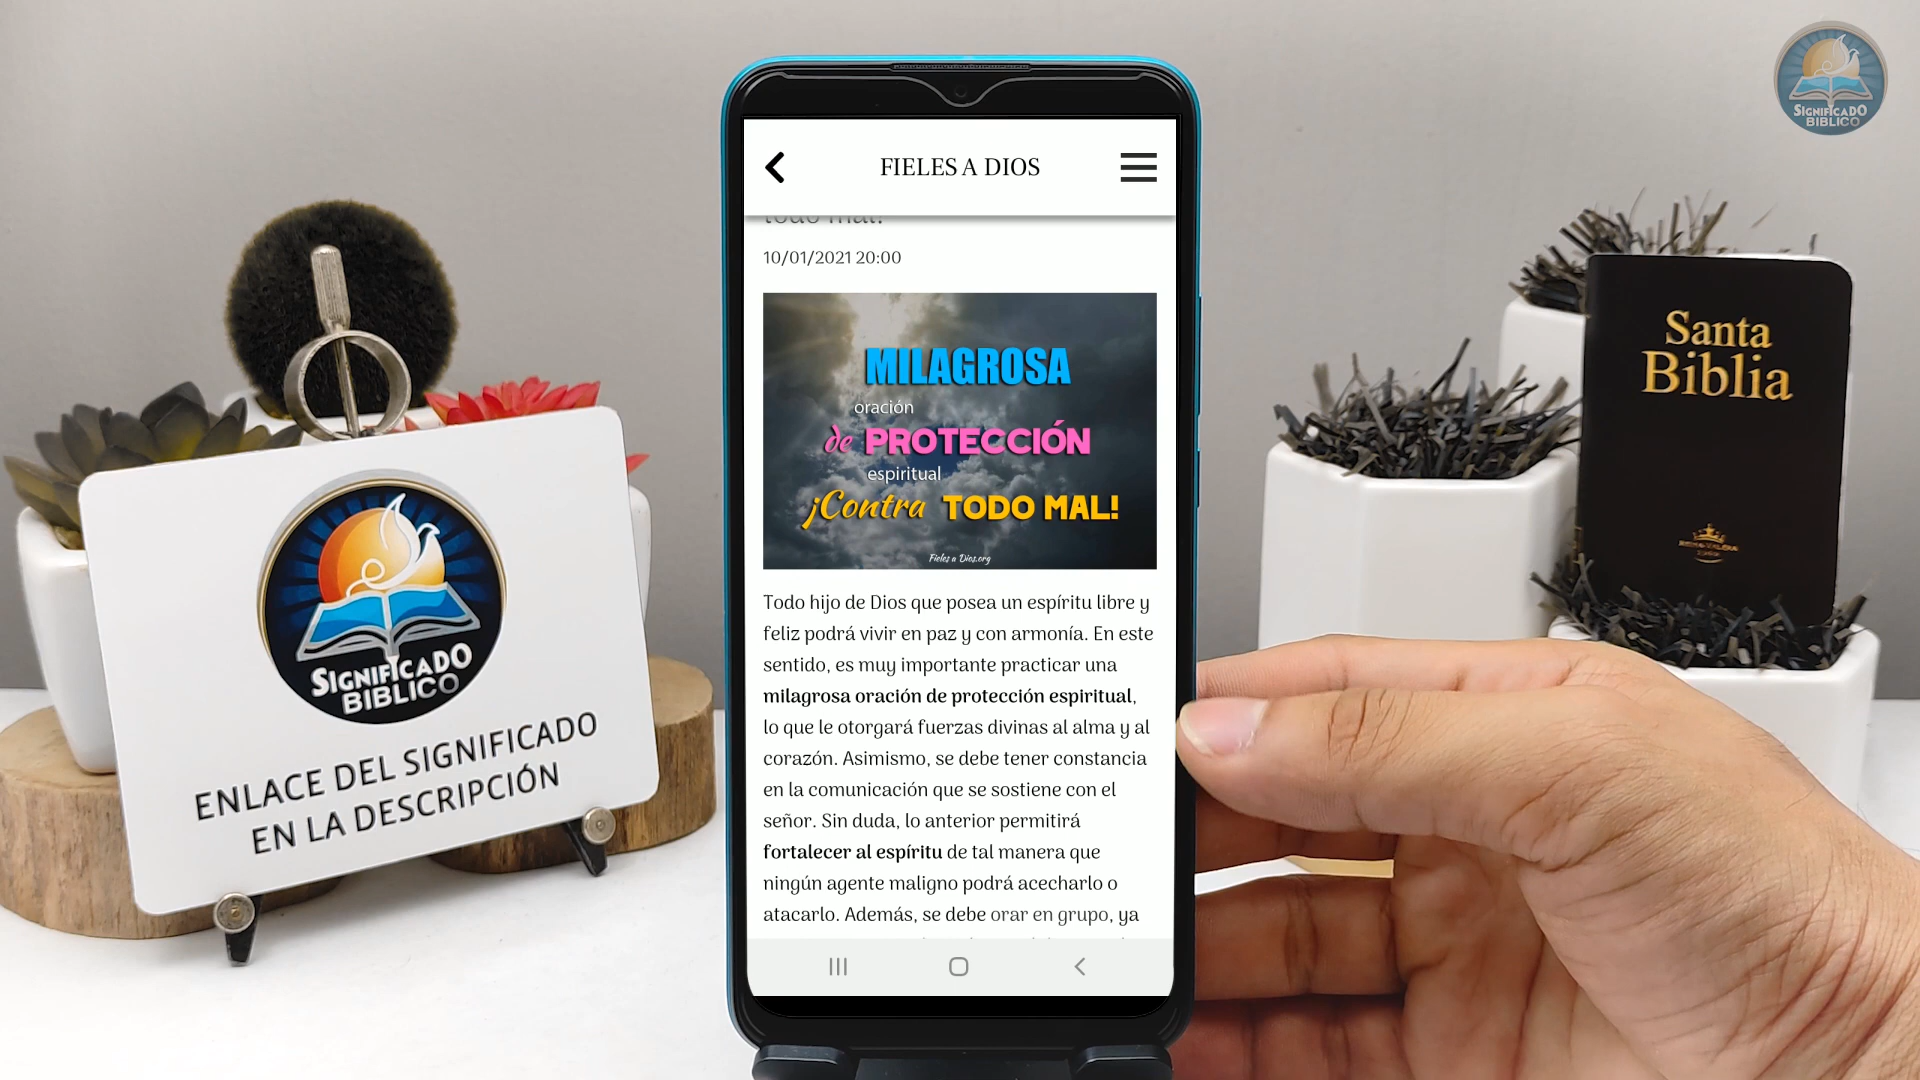 SIGNIFICADO
BIBLICO
FIELES A DIOS
todo mal!
10/01/2021 20:00
MILAGROSA
oración
de PROTECCIÓN
espiritual
¡Contra TODO MAL!
Fieles a Dios.org
Todo hijo de Dios que posea un espíritu libre y
feliz podrá vivir en paz y con armonía. En este
sentido, es muy importante practicar una
milagrosa oración de protección espiritual,
lo que le otorgará fuerzas divinas al alma y al
corazón. Asimismo, se debe tener constancia
en la comunicación que se sostiene con el
señor. Sin duda, lo anterior permitirá
fortalecer al espíritu de tal manera que
ningún agente maligno podrá acecharlo o
atacarlo. Además, se debe orar en grupo, ya
SIGNIFICADO
BIBLICO
ENLACE DEL SIGNIFICADO
EN LA DESCRIPCIÓN
Santa
Biblia
REINA-VALERA